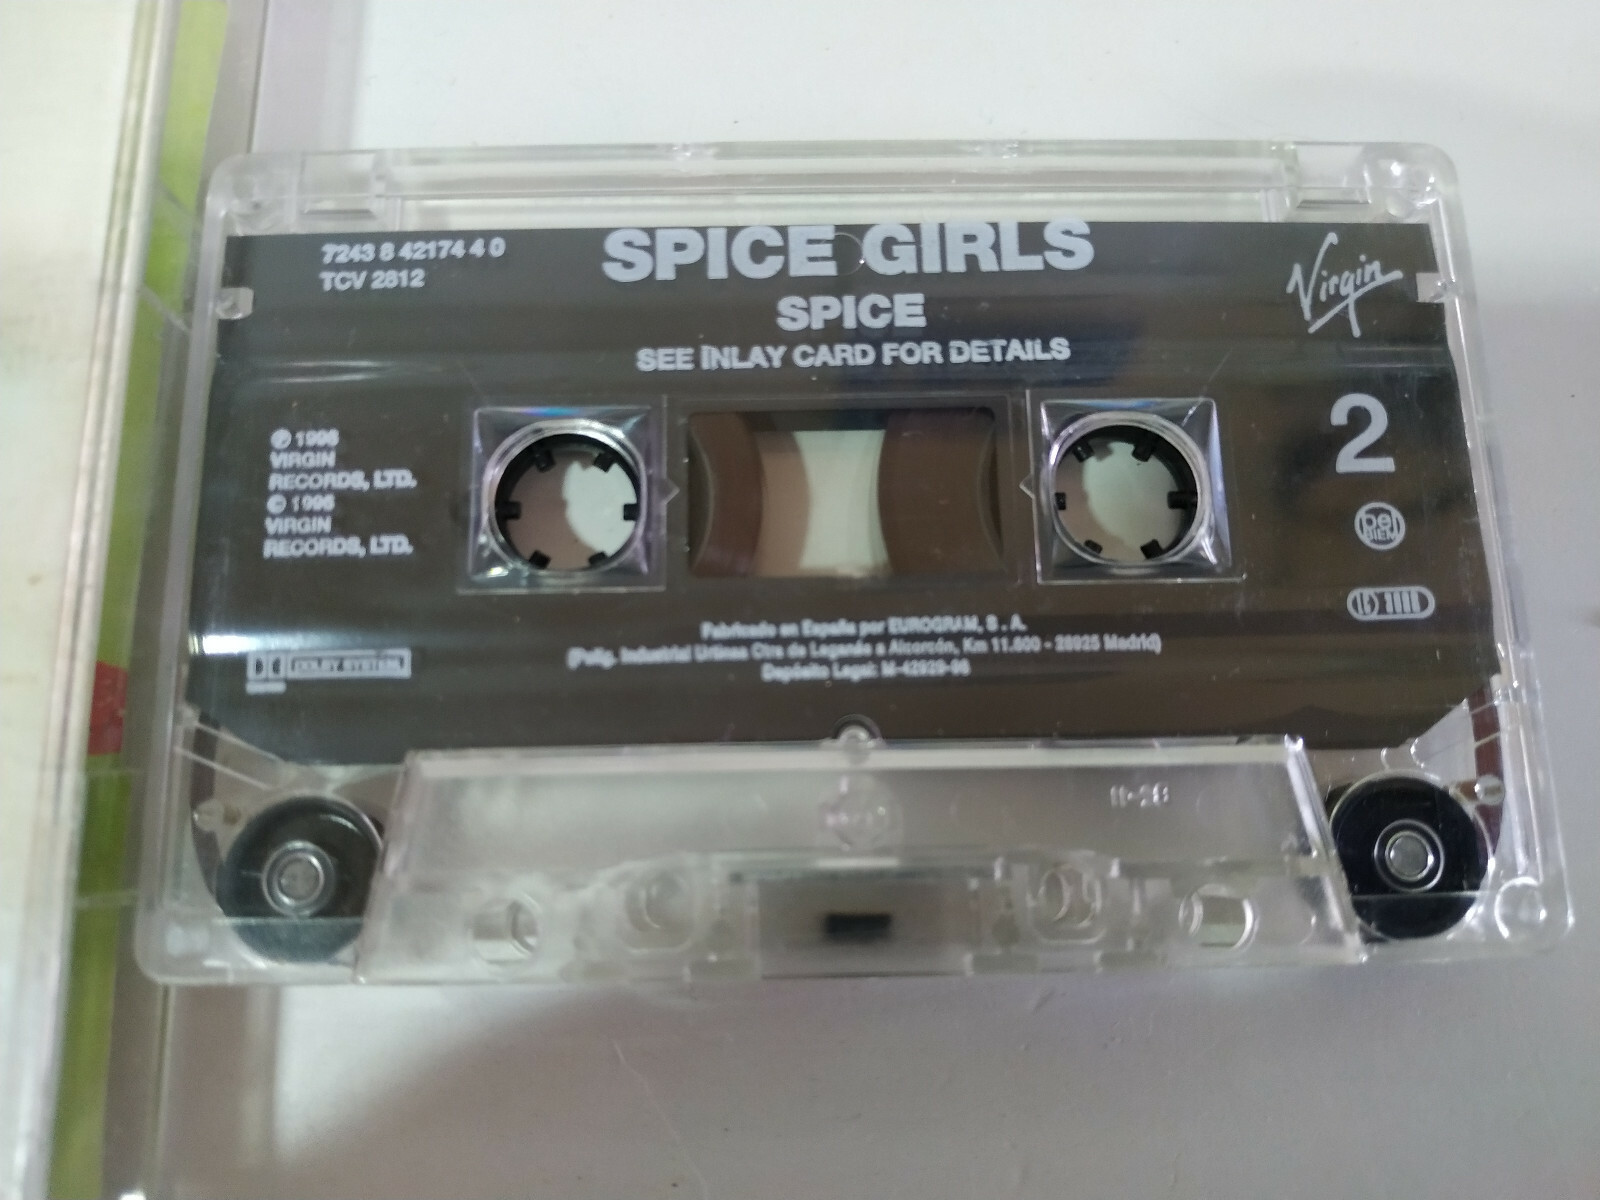 7243 8 42174 4 0
TCV 2812
SPICE GIRLS
SPICE
SEE INLAY CARD FOR DETAILS
Virgin
2
℗ 1996
VIRGIN
RECORDS, LTD.
© 1996
VIRGIN
RECORDS, LTD.
BIEM
DOLBY SYSTEM
Fabricado en España por EUROGRAM, S . A.
(Polig. Industrial Urtinsa Ctra de Leganés a Alcorcón, Km 11.600 - 28925 Madrid)
Depósito Legal: M-42929-96